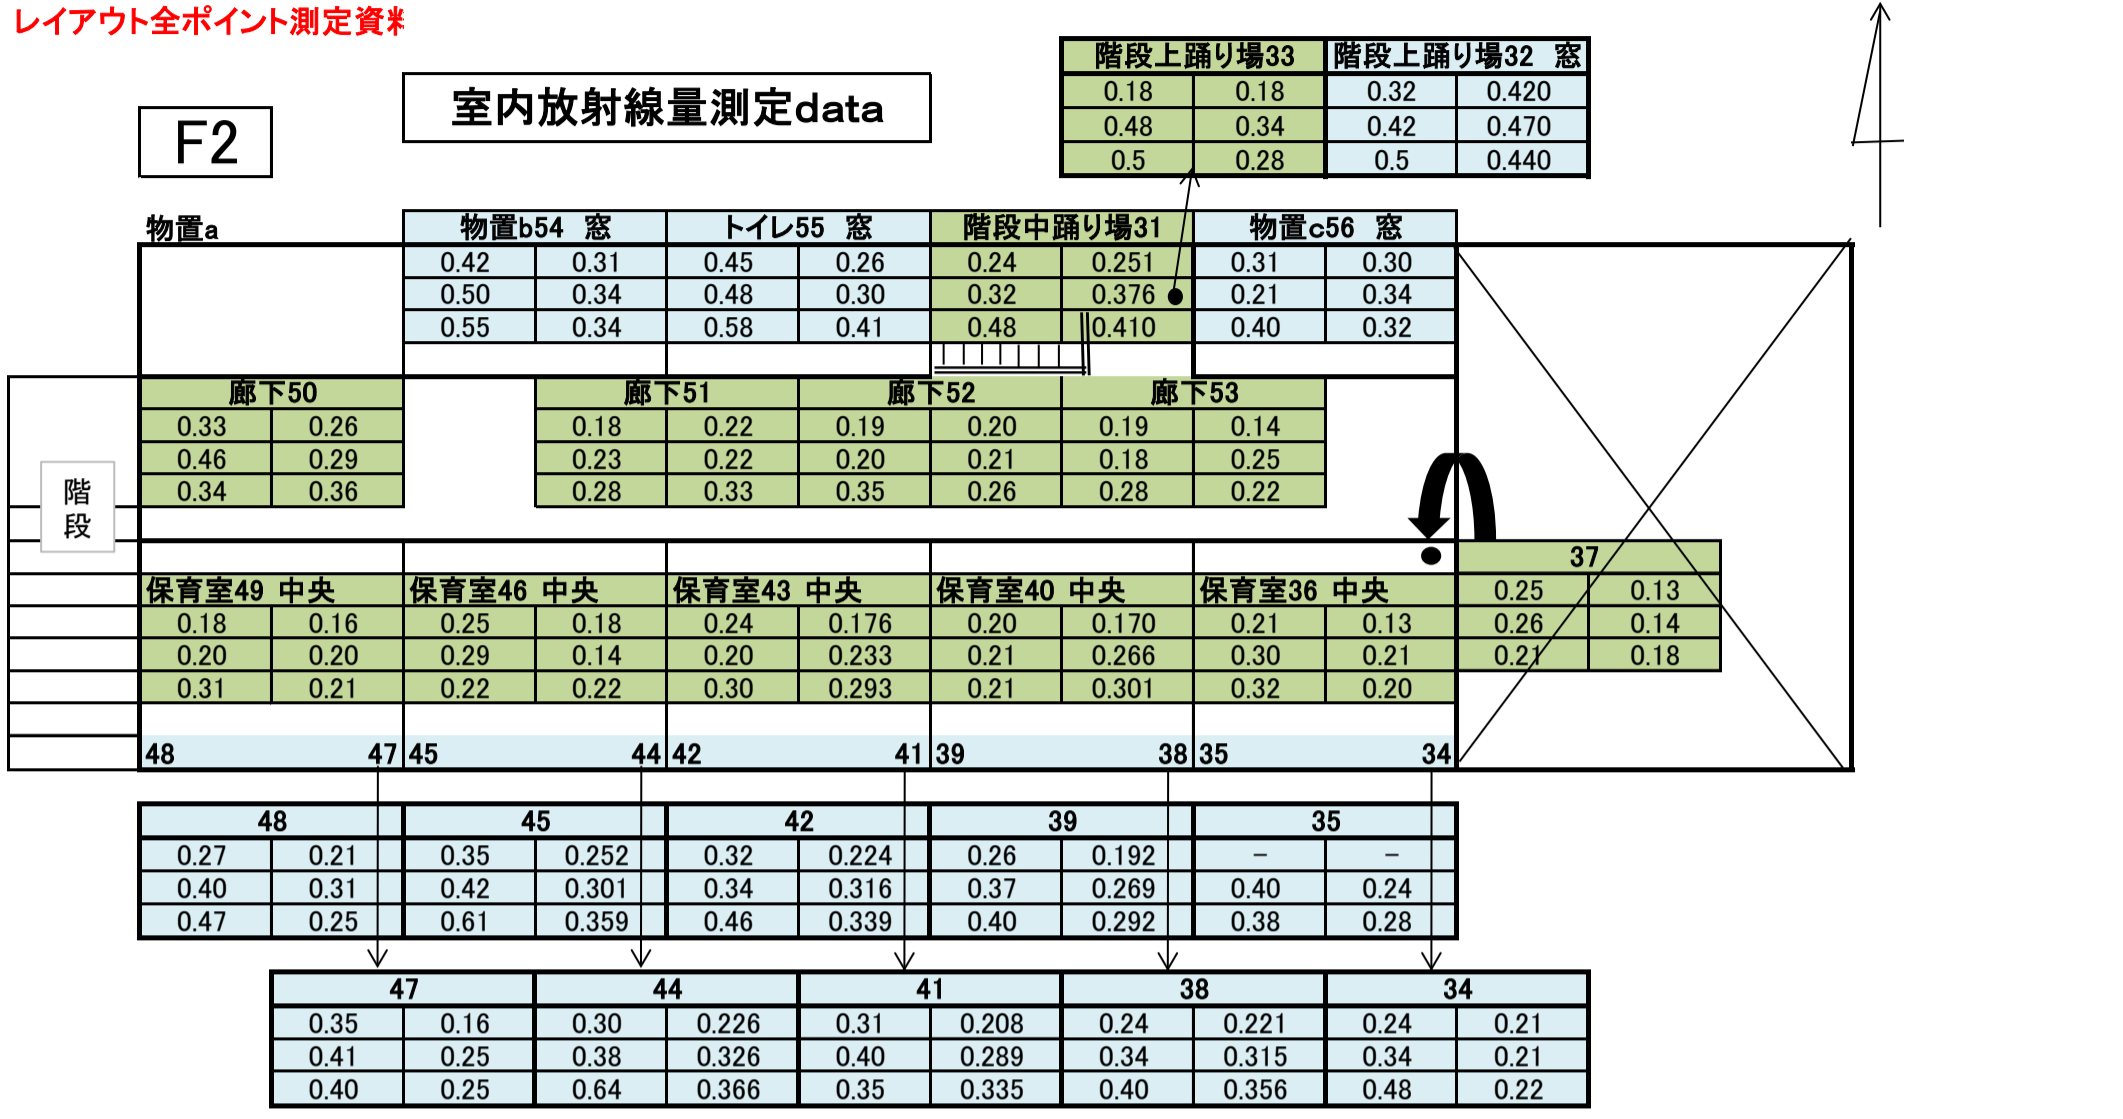 レイアウト全ポイント測定資料
階段上踊り場33 階段上踊り場32 窓
室内放射線量測定data
0.18 0.18 0.32 0.420
F2
0.48 0.34 0.42 0.470
0.5 0.28 0.5 0.440
物置a 物置b54 窓 トイレ55 窓 階段中踊り場31 物置c56 窓
0.42 0.31 0.45 0.26 0.24 0.251 0.31 0.30
0.50 0.34 0.48 0.30 0.32 0.376 0.21 0.34
0.55 0.34 0.58 0.41 0.48 0.410 0.40 0.32
廊下50 廊下51 廊下52 廊下53
0.33 0.26 0.18 0.22 0.19 0.20 0.19 0.14
0.46 0.29 0.23 0.22 0.20 0.21 0.18 0.25
0.34 0.36 0.28 0.33 0.35 0.26 0.28 0.22
階
段
37
保育室49 中央 保育室46 中央 保育室43 中央 保育室40 中央 保育室36 中央 0.25 0.13
0.18 0.16 0.25 0.18 0.24 0.176 0.20 0.170 0.21 0.13 0.26 0.14
0.20 0.20 0.29 0.14 0.20 0.233 0.21 0.266 0.30 0.21 0.21 0.18
0.31 0.21 0.22 0.22 0.30 0.293 0.21 0.301 0.32 0.20
48 47 45 44 42 41 39 38 35 34
48 45 42 39 35
0.27 0.21 0.35 0.252 0.32 0.224 0.26 0.192 － －
0.40 0.31 0.42 0.301 0.34 0.316 0.37 0.269 0.40 0.24
0.47 0.25 0.61 0.359 0.46 0.339 0.40 0.292 0.38 0.28
47 44 41 38 34
0.35 0.16 0.30 0.226 0.31 0.208 0.24 0.221 0.24 0.21
0.41 0.25 0.38 0.326 0.40 0.289 0.34 0.315 0.34 0.21
0.40 0.25 0.64 0.366 0.35 0.335 0.40 0.356 0.48 0.22